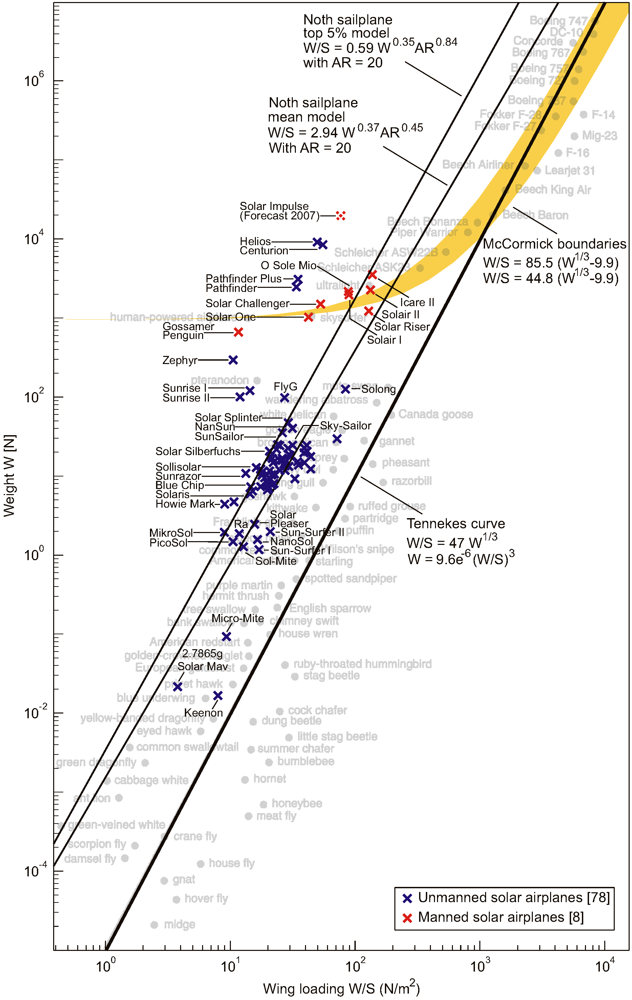 Noth sailplane
top 5% model
W/S = 0.59 W^0.35 AR^0.84
with AR = 20
Boeing 747
DC-10
Concorde
Boeing 767
Boeing 757
Boeing 727
10^6
Noth sailplane
mean model
W/S = 2.94 W^0.37 AR^0.45
With AR = 20
Boeing 737
Fokker F-28
F-14
Fokker F-27
Mig-23
F-16
Beech Airliner
Learjet 31
Beech King Air
Solar Impulse
(Forecast 2007)
Beech Baron
Beech Bonanza
Piper Warrior
10^4
Helios
Centurion
McCormick boundaries
W/S = 85.5 (W^1/3-9.9)
W/S = 44.8 (W^1/3-9.9)
Schleicher ASW22B
O Sole Mio
Schleicher ASK23
Pathfinder Plus
Pathfinder
ultralight
Icare II
Solar Challenger
Solair II
human-powered airplane
Solar One
skysurfer
Solar Riser
Gossamer
Penguin
Solair I
Zephyr
pteranodon
Sunrise I
FlyG
mute swan
Solong
10^2
Sunrise II
wandering albatross
white pelican
Canada goose
Solar Splinter
NanSun
golden eagle
Sky-Sailor
SunSailor
brown pelican
gannet
Solar Silberfuchs
osprey
pheasant
Sollisolar
Sunrazor
Blue Chip
razorbill
Solaris
goshawk
Howie Mark
kittwake
ruffed grouse
Solar
Pleaser
Ra
partridge
Tennekes curve
W/S = 47 W^1/3
W = 9.6e^-6 (W/S)^3
MikroSol
Sun-Surfer II
puffin
PicoSol
NanoSol
10^0
Sun-Surfer I
Wilson's snipe
Sol-Mite
starling
spotted sandpiper
purple martin
hermit thrush
tree swallow
English sparrow
Micro-Mite
bank swallow
chimney swift
house wren
American redstart
2.7865g
golden-crowned kinglet
Solar Mav
European goldcrest
ruby-throated hummingbird
stag beetle
privet hawk
blue underwing
10^-2
Keenon
cock chafer
yellow-banded dragonfly
dung beetle
eyed hawk
little stag beetle
common swallowtail
summer chafer
green dragonfly
bumblebee
cabbage white
hornet
ant lion
honeybee
meat fly
green-veined white
crane fly
scorpion fly
damsel fly
house fly
10^-4
gnat
hover fly
midge
Unmanned solar airplanes [78]
Manned solar airplanes [8]
10^0
10^1
10^2
10^3
10^4
Wing loading W/S (N/m^2)
Weight W [N]